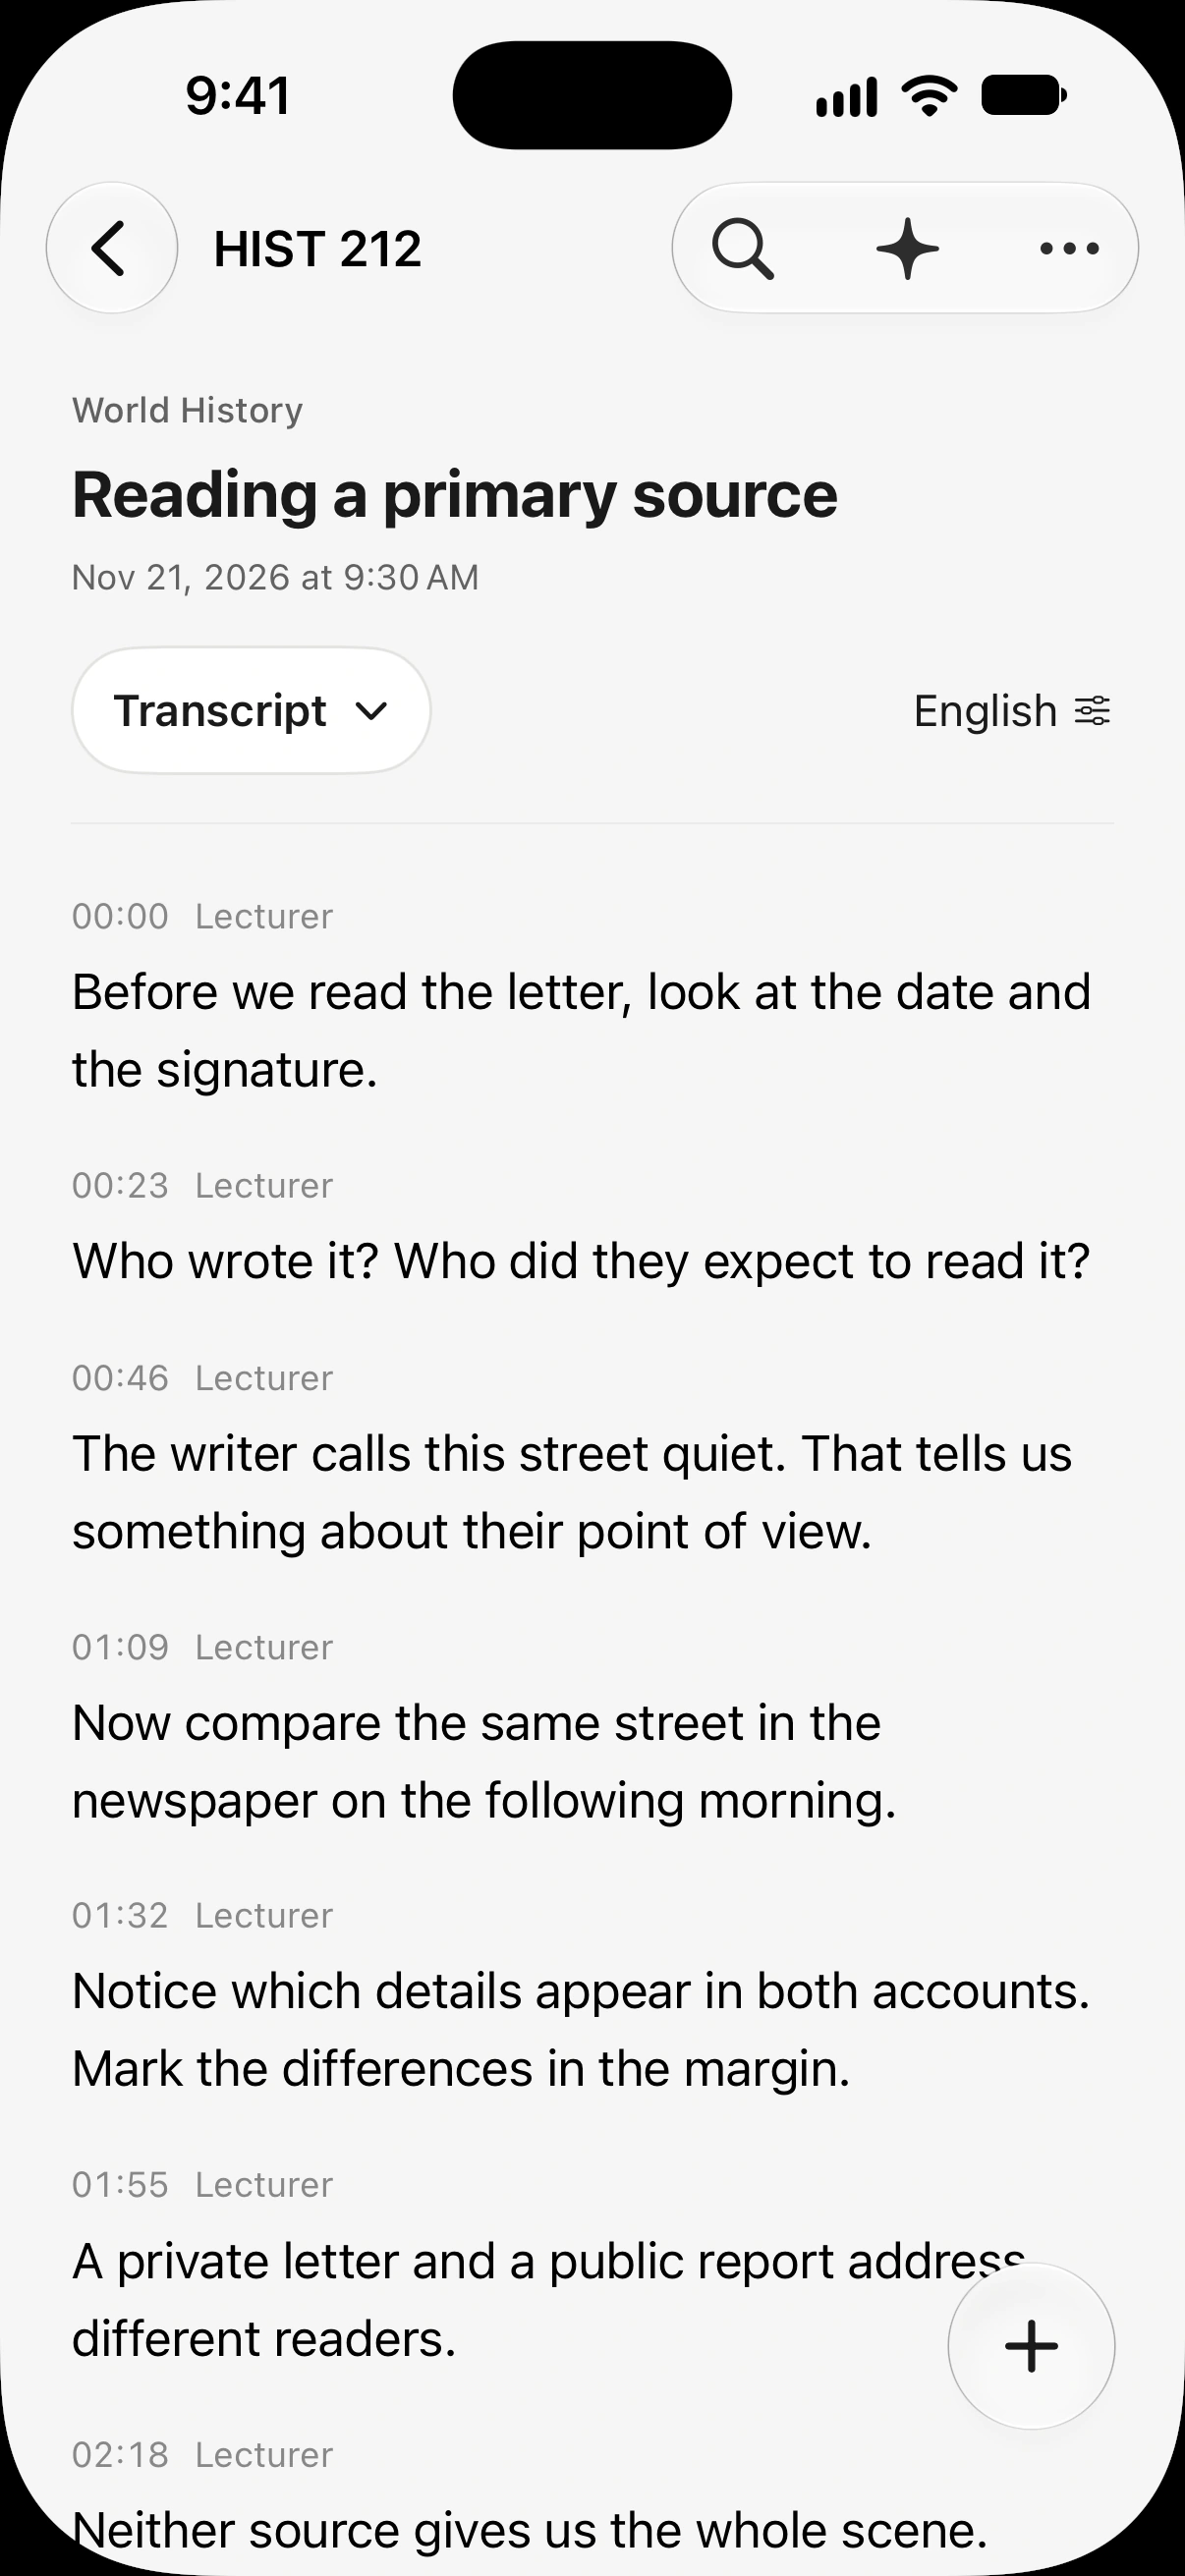 9:41
HIST 212
World History
Reading a primary source
Nov 21, 2026 at 9:30 AM
Transcript
English
00:00 Lecturer
Before we read the letter, look at the date and
the signature.
00:23 Lecturer
Who wrote it? Who did they expect to read it?
00:46 Lecturer
The writer calls this street quiet. That tells us
something about their point of view.
01:09 Lecturer
Now compare the same street in the
newspaper on the following morning.
01:32 Lecturer
Notice which details appear in both accounts.
Mark the differences in the margin.
01:55 Lecturer
A private letter and a public report address
different readers.
02:18 Lecturer
Neither source gives us the whole scene.